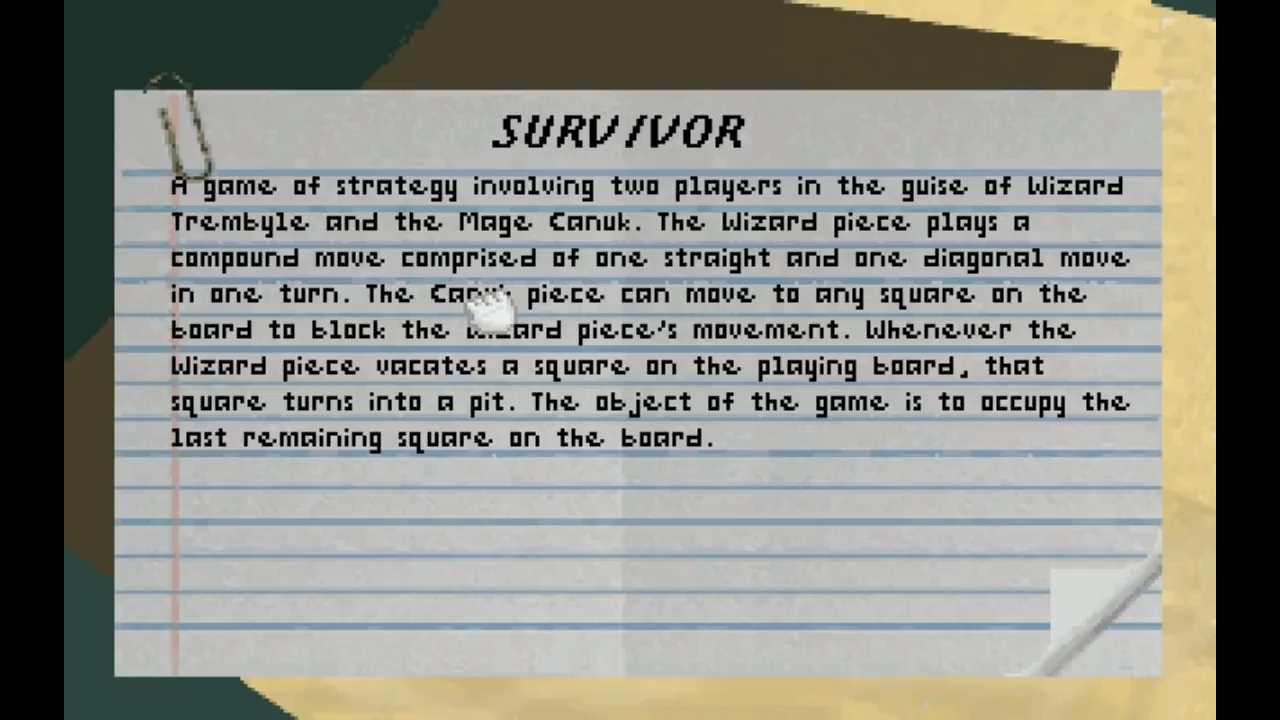 SURVIVOR
A game of strategy involving two players in the guise of Wizard
Trembyle and the Mage Canuk. The Wizard piece plays a
compound move comprised of one straight and one diagonal move
in one turn. The Canuk piece can move to any square on the
board to block the Wizard piece's movement. Whenever the
Wizard piece vacates a square on the playing board, that
square turns into a pit. The object of the game is to occupy the
last remaining square on the board.